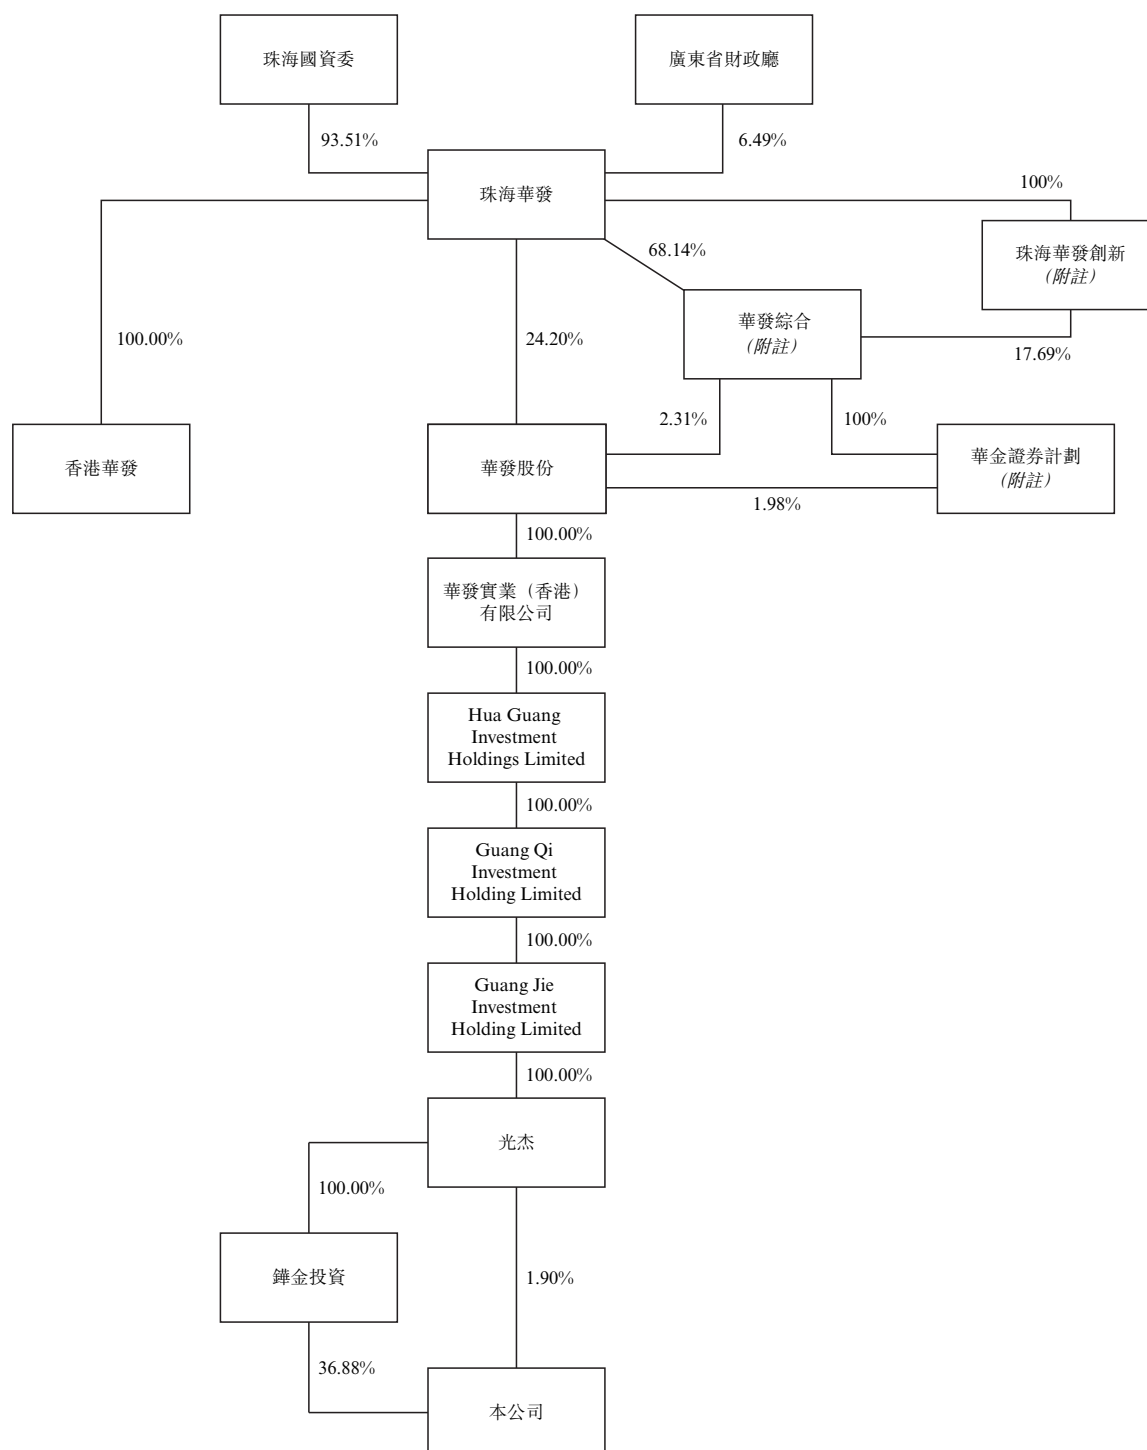 珠海國資委
廣東省財政廳
93.51%
6.49%
珠海華發
100%
珠海華發創新
（附註）
68.14%
華發綜合
（附註）
100.00%
24.20%
17.69%
2.31%
100%
香港華發
華發股份
華金證券計劃
（附註）
1.98%
100.00%
華發實業（香港）
有限公司
100.00%
Hua Guang
Investment
Holdings Limited
100.00%
Guang Qi
Investment
Holding Limited
100.00%
Guang Jie
Investment
Holding Limited
100.00%
光杰
100.00%
鏵金投資
1.90%
36.88%
本公司